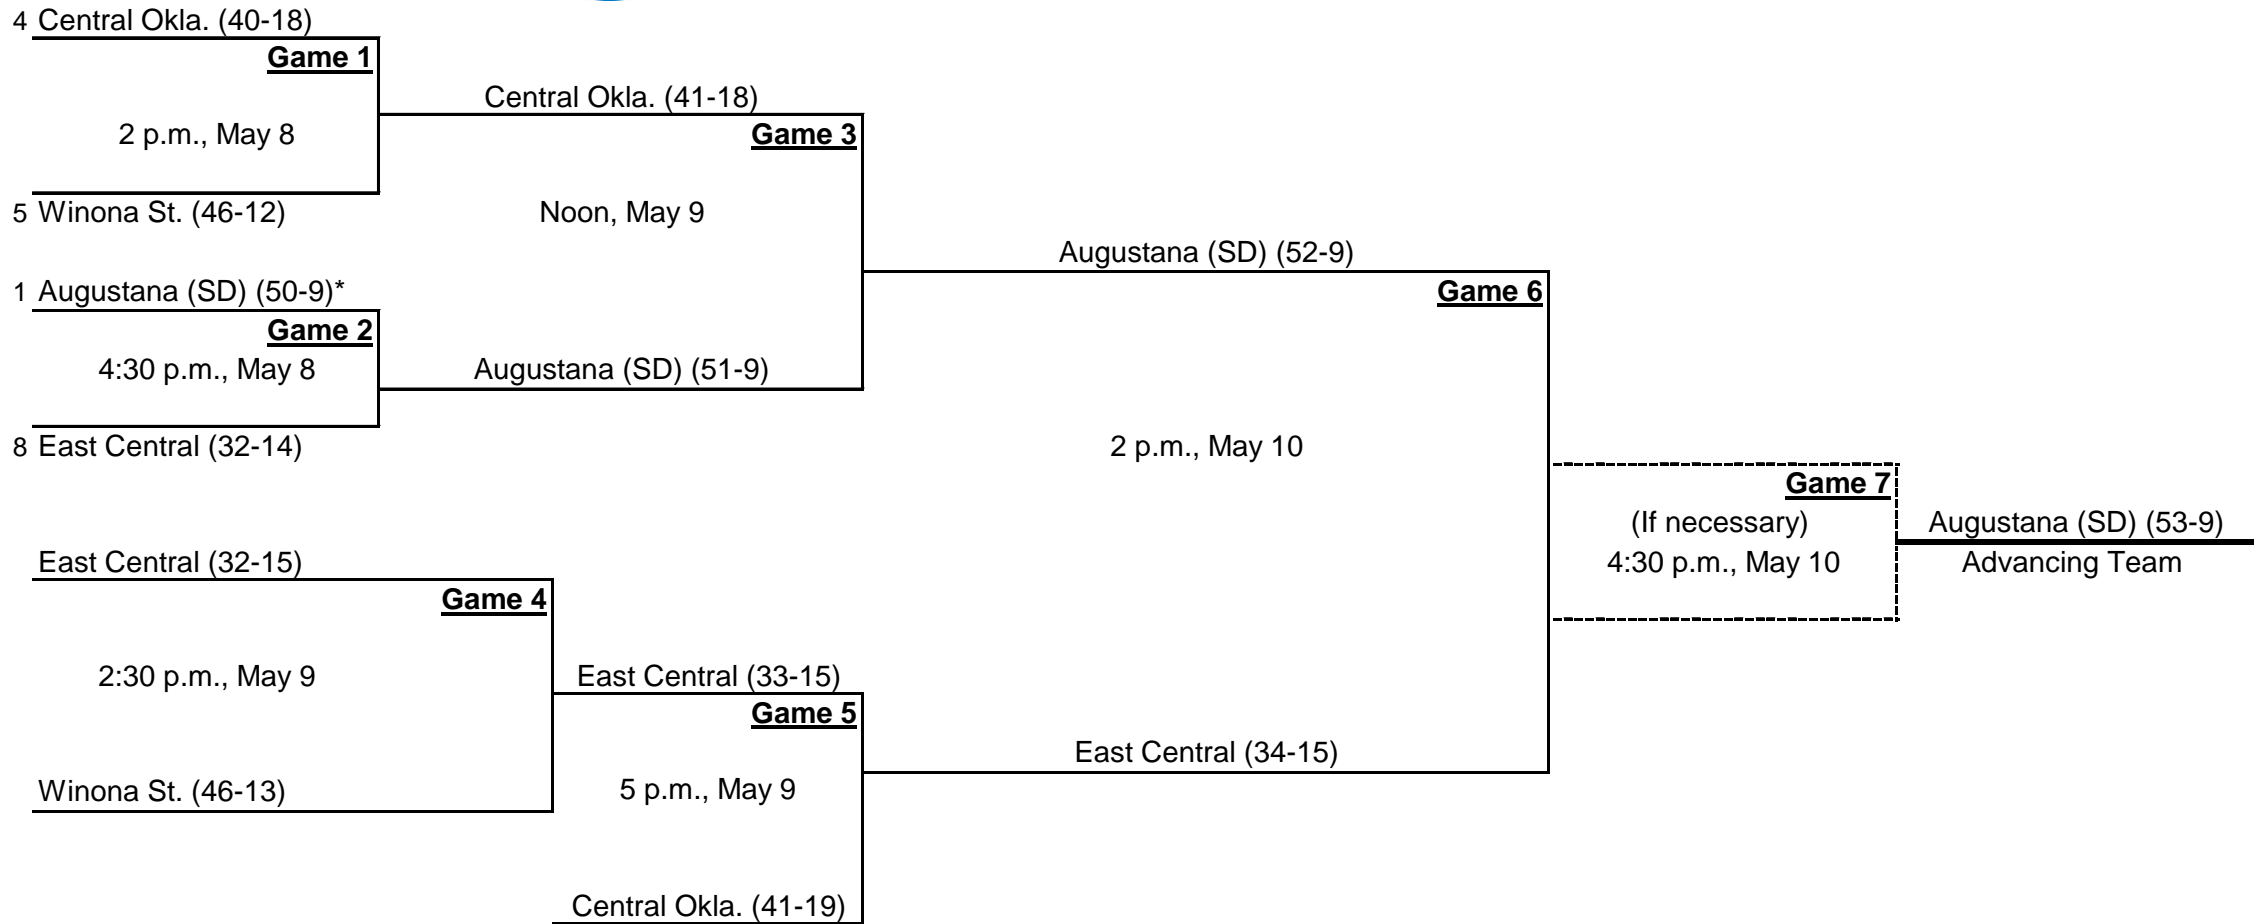 4 Central Okla. (40-18)
Game 1
2 p.m., May 8
5 Winona St. (46-12)
Central Okla. (41-18)
Game 3
Noon, May 9
1 Augustana (SD) (50-9)*
Game 2
4:30 p.m., May 8
8 East Central (32-14)
Augustana (SD) (51-9)
Augustana (SD) (52-9)
Game 6
2 p.m., May 10
East Central (32-15)
Game 4
2:30 p.m., May 9
Winona St. (46-13)
East Central (33-15)
Game 5
5 p.m., May 9
Central Okla. (41-19)
East Central (34-15)
Game 7
(If necessary)
4:30 p.m., May 10
Augustana (SD) (53-9)
Advancing Team